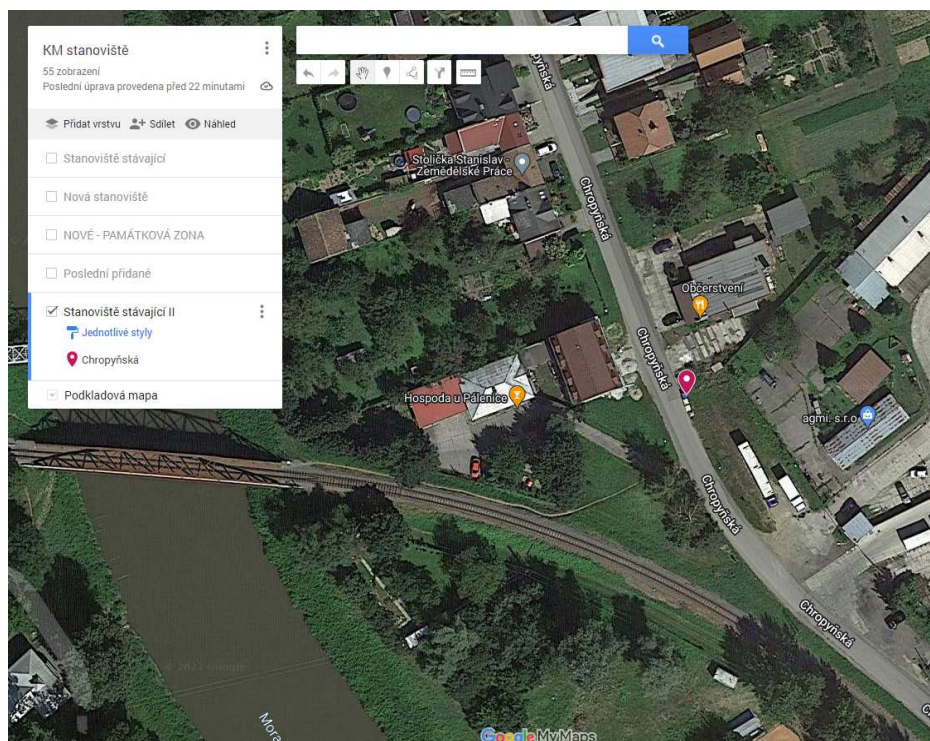 KM stanoviště
55 zobrazení
Poslední úprava provedena před 22 minutami
Přidat vrstvu Sdílet Náhled
Stanoviště stávající
Nová stanoviště
NOVÉ - PAMÁTKOVÁ ZONA
Poslední přidané
Stanoviště stávající II
Jednotlivé styly
Chropyňská
Podkladová mapa
Chropyňská
Stolička Stanislav -
Zemědělské Práce
Chropyňská
Občerstvení
Chropyňská
Hospoda u Pálenice
agmi. s.r.o.
Chropyňská
Chropyňská
Mora
Google My Maps